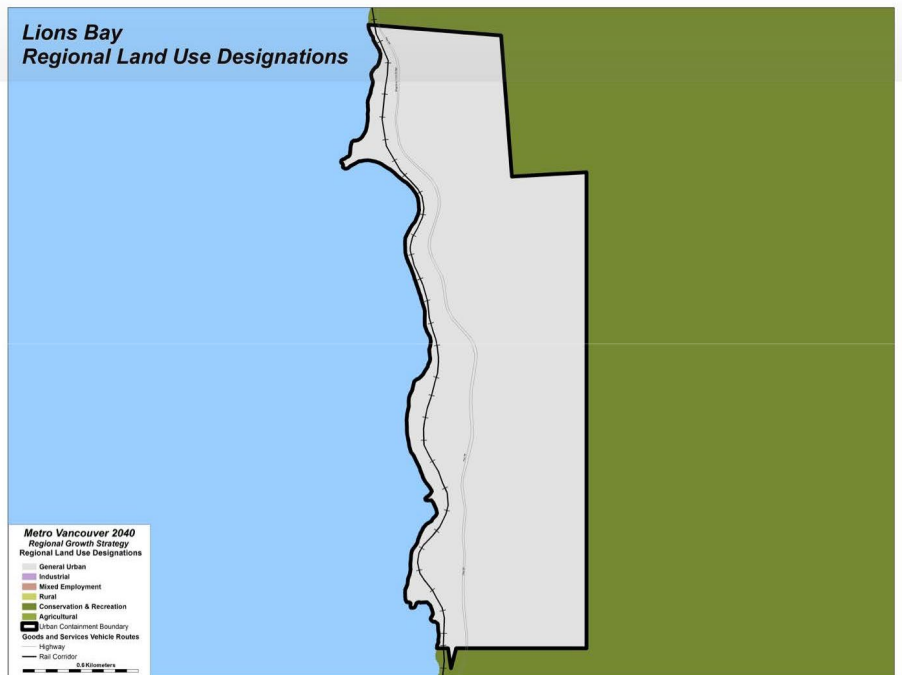 Lions Bay
Regional Land Use Designations
Metro Vancouver 2040
Regional Growth Strategy
Regional Land Use Designations
General Urban
Industrial
Mixed Employment
Rural
Conservation & Recreation
Agricultural
Urban Containment Boundary
Goods and Services Vehicle Routes
Highway
Rail Corridor
0.6 Kilometers